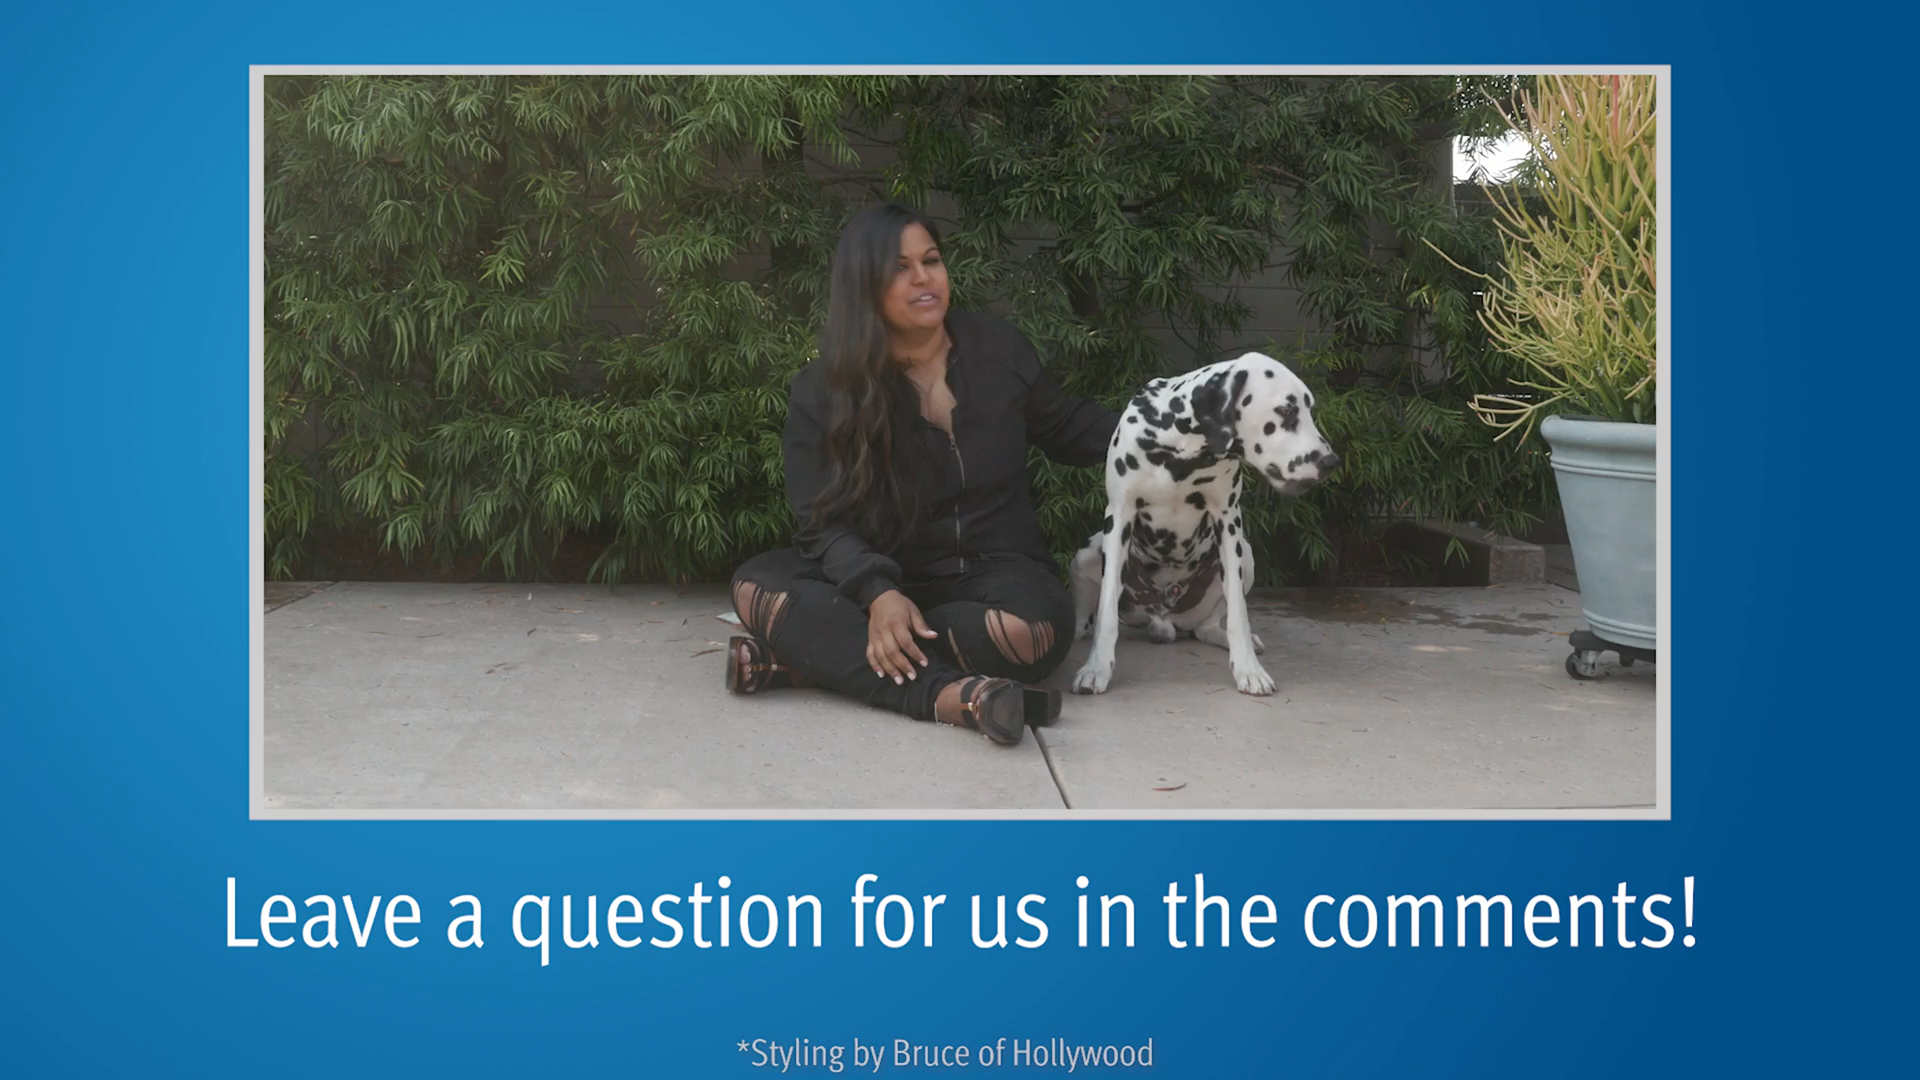 Leave a question for us in the comments!
*Styling by Bruce of Hollywood